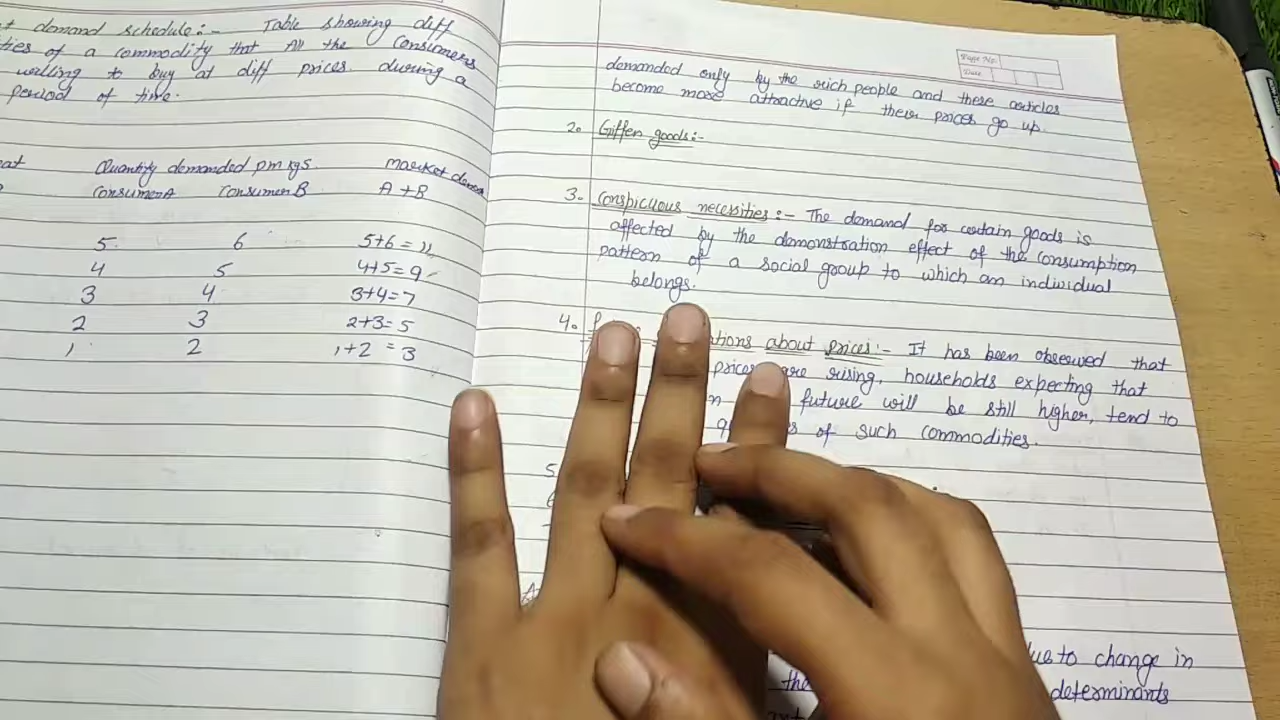 demand schedule:- Table showing diff
ties of a commodity that All the Consumers
willing to buy at diff prices during a
period of time.
Quantity demanded pm kgs. Market
Consumer A Consumer B A+B
5 6 5+6=11
4 5 4+5=9
3 4 3+4=7
2 3 2+3=5
1 2 1+2=3
Page No:
Date
demanded only by the rich people and these articles
become more attractive if their prices go up.
2. Giffen goods:-
3. Conspicuous necesities:- The demand for certain goods is
affected by the demonstration effect of the consumption
pattern of a social group to which an individual
belongs.
4. about prices:- It has been observed that
prices are rising, households expecting that
future will be still higher, tend to
of such commodities.
5
to change in
the determinants